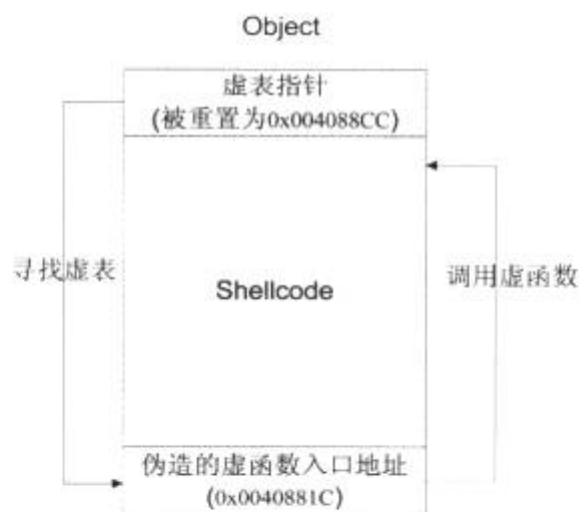 Object
虚表指针
(被重置为0x004088CC)
寻找虚表
Shellcode
调用虚函数
伪造的虚函数入口地址
(0x0040881C)